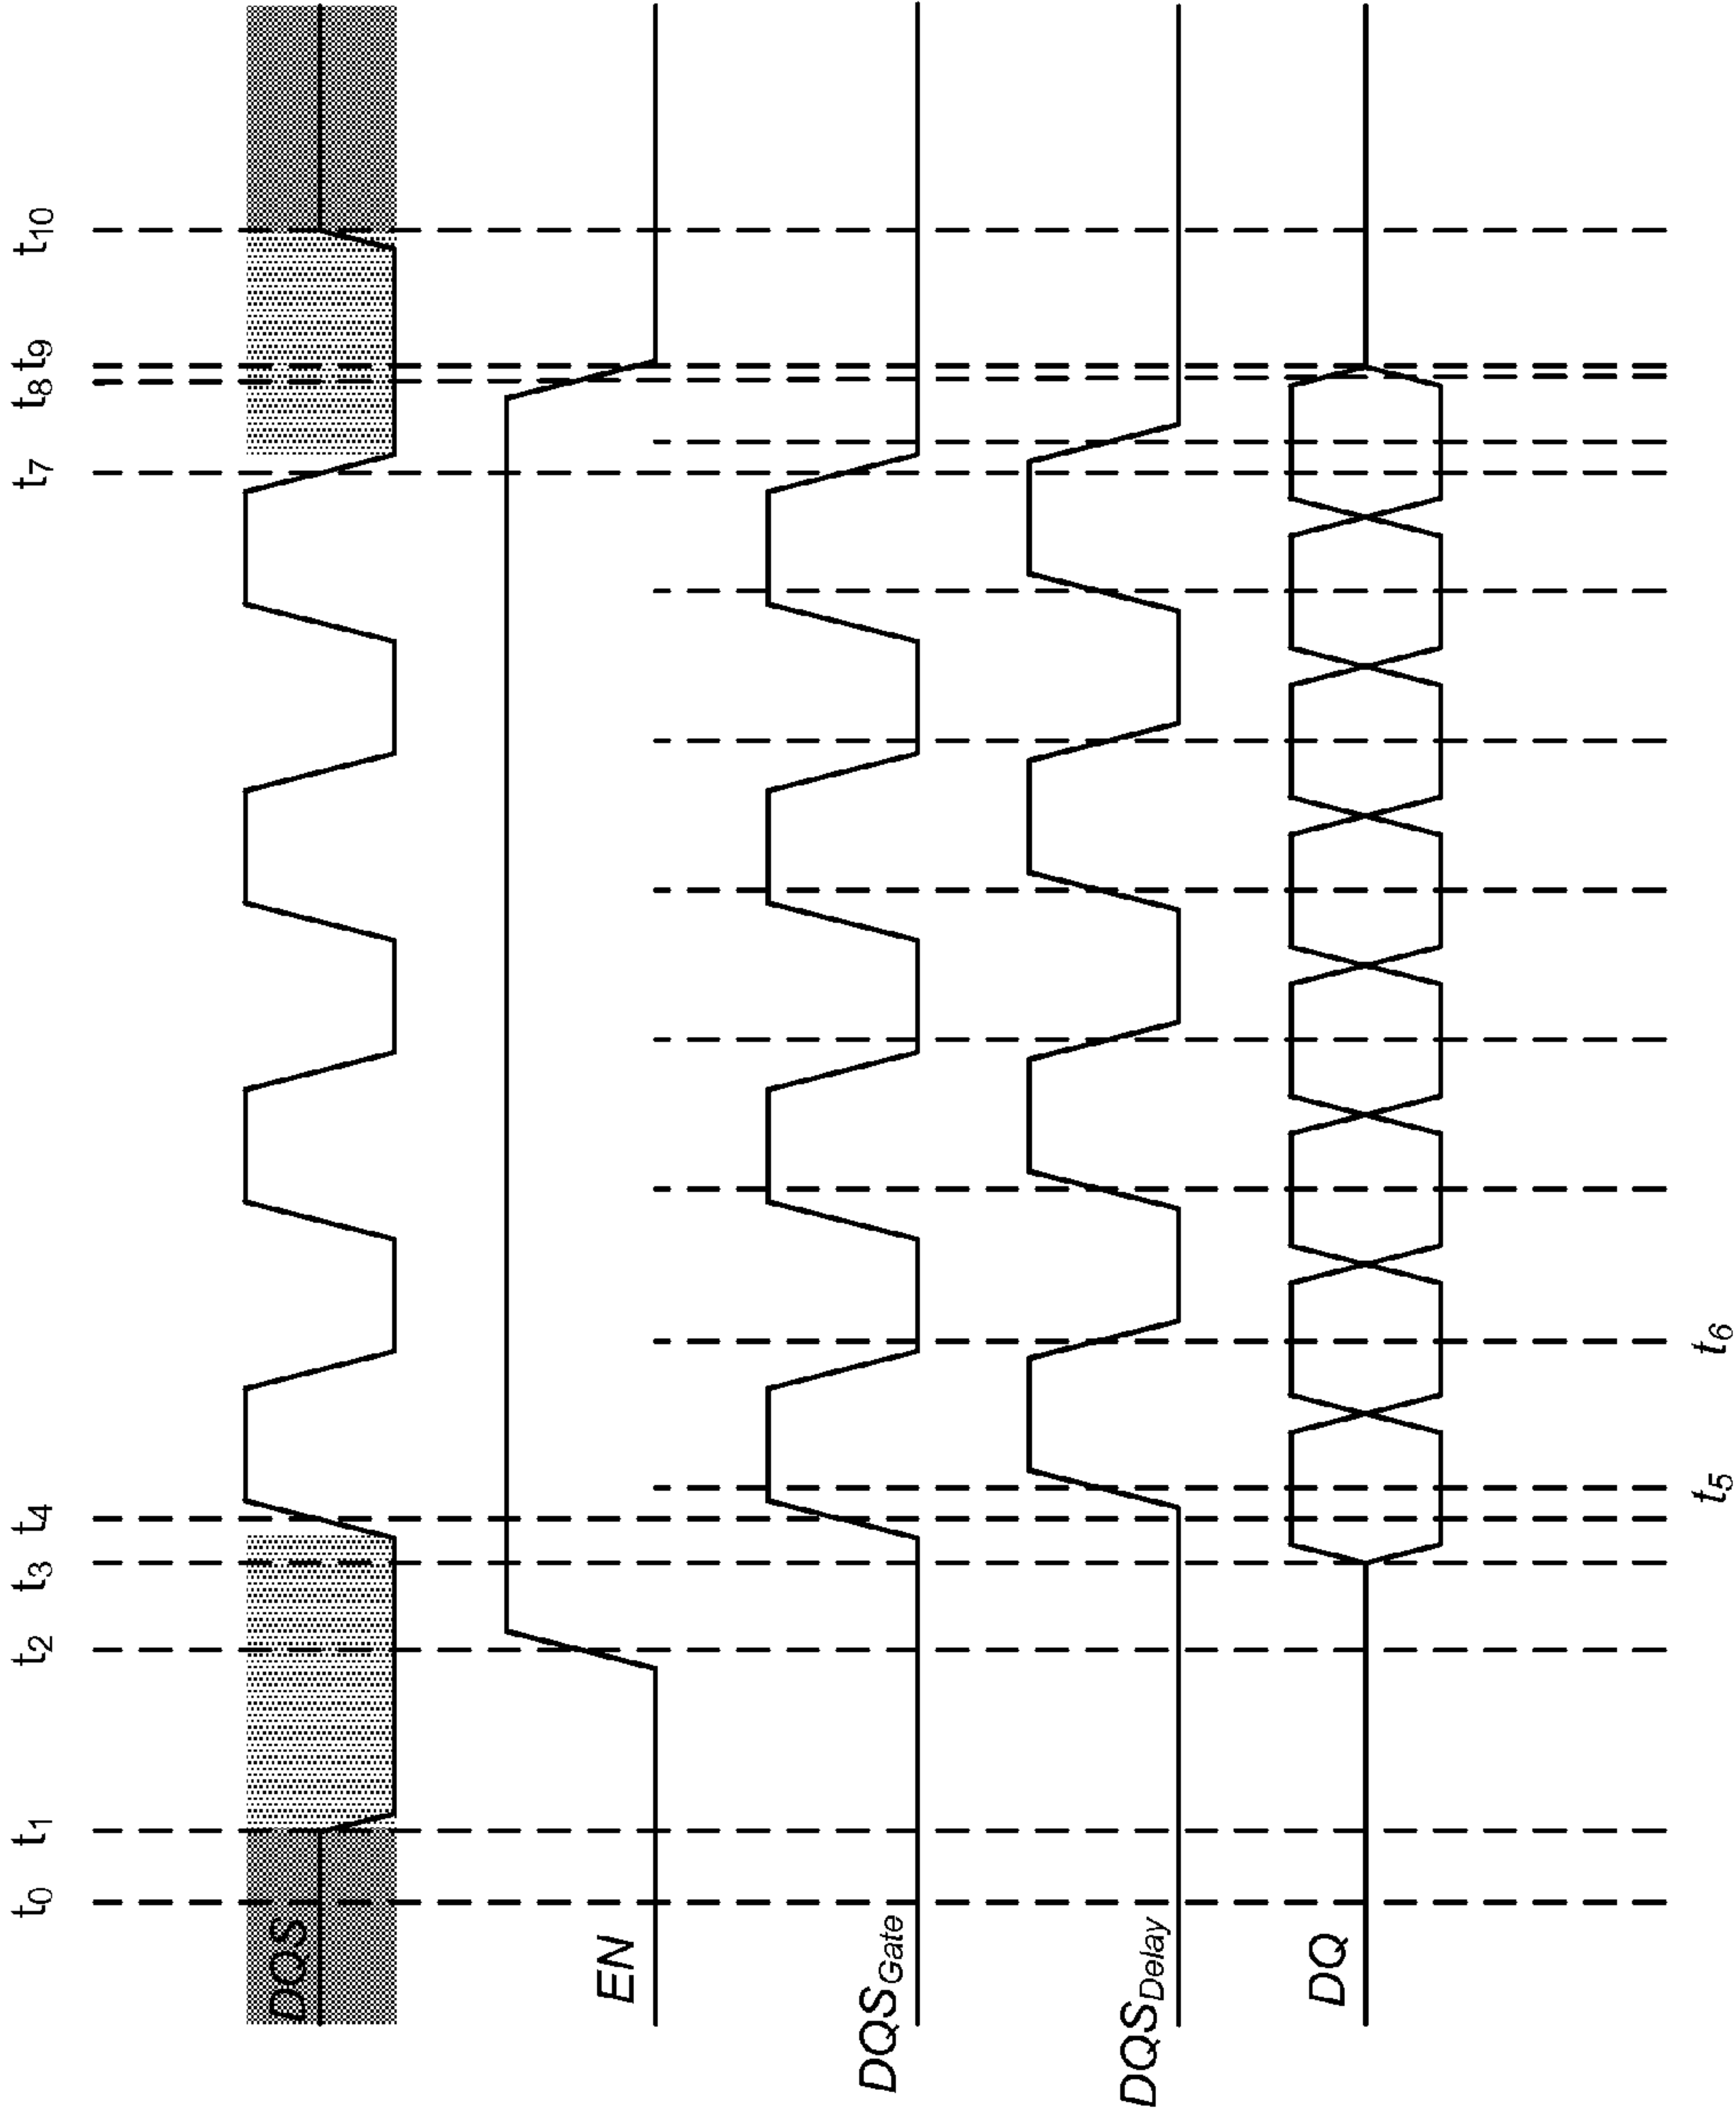 t0 t1 t2 t3 t4 t7 t8 t9 t10
DQS
EN
DQSGate
DQSDelay
DQ
t5 t6